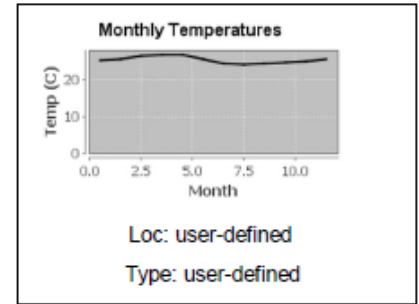 Monthly Temperatures
Temp (C)
20
10
0
0.0 2.5 5.0 7.5 10.0
Month
Loc: user-defined
Type: user-defined